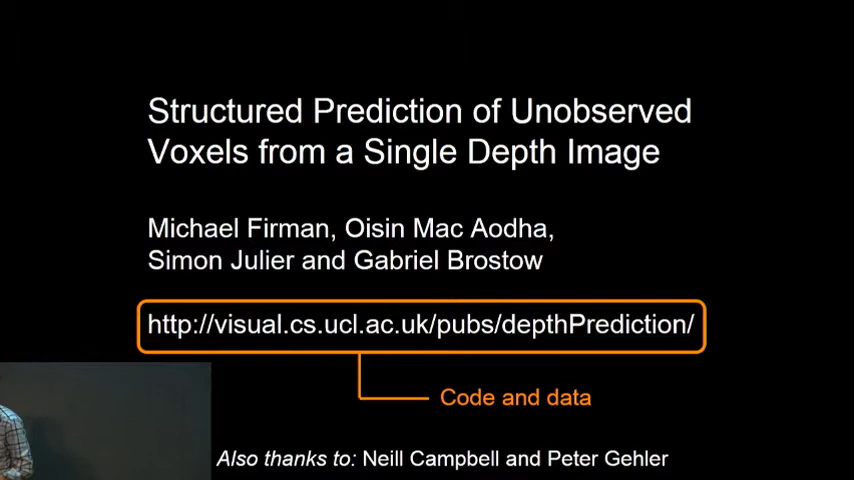 Structured Prediction of Unobserved
Voxels from a Single Depth Image
Michael Firman, Oisin Mac Aodha,
Simon Julier and Gabriel Brostow
http://visual.cs.ucl.ac.uk/pubs/depthPrediction/
Code and data
Also thanks to: Neill Campbell and Peter Gehler